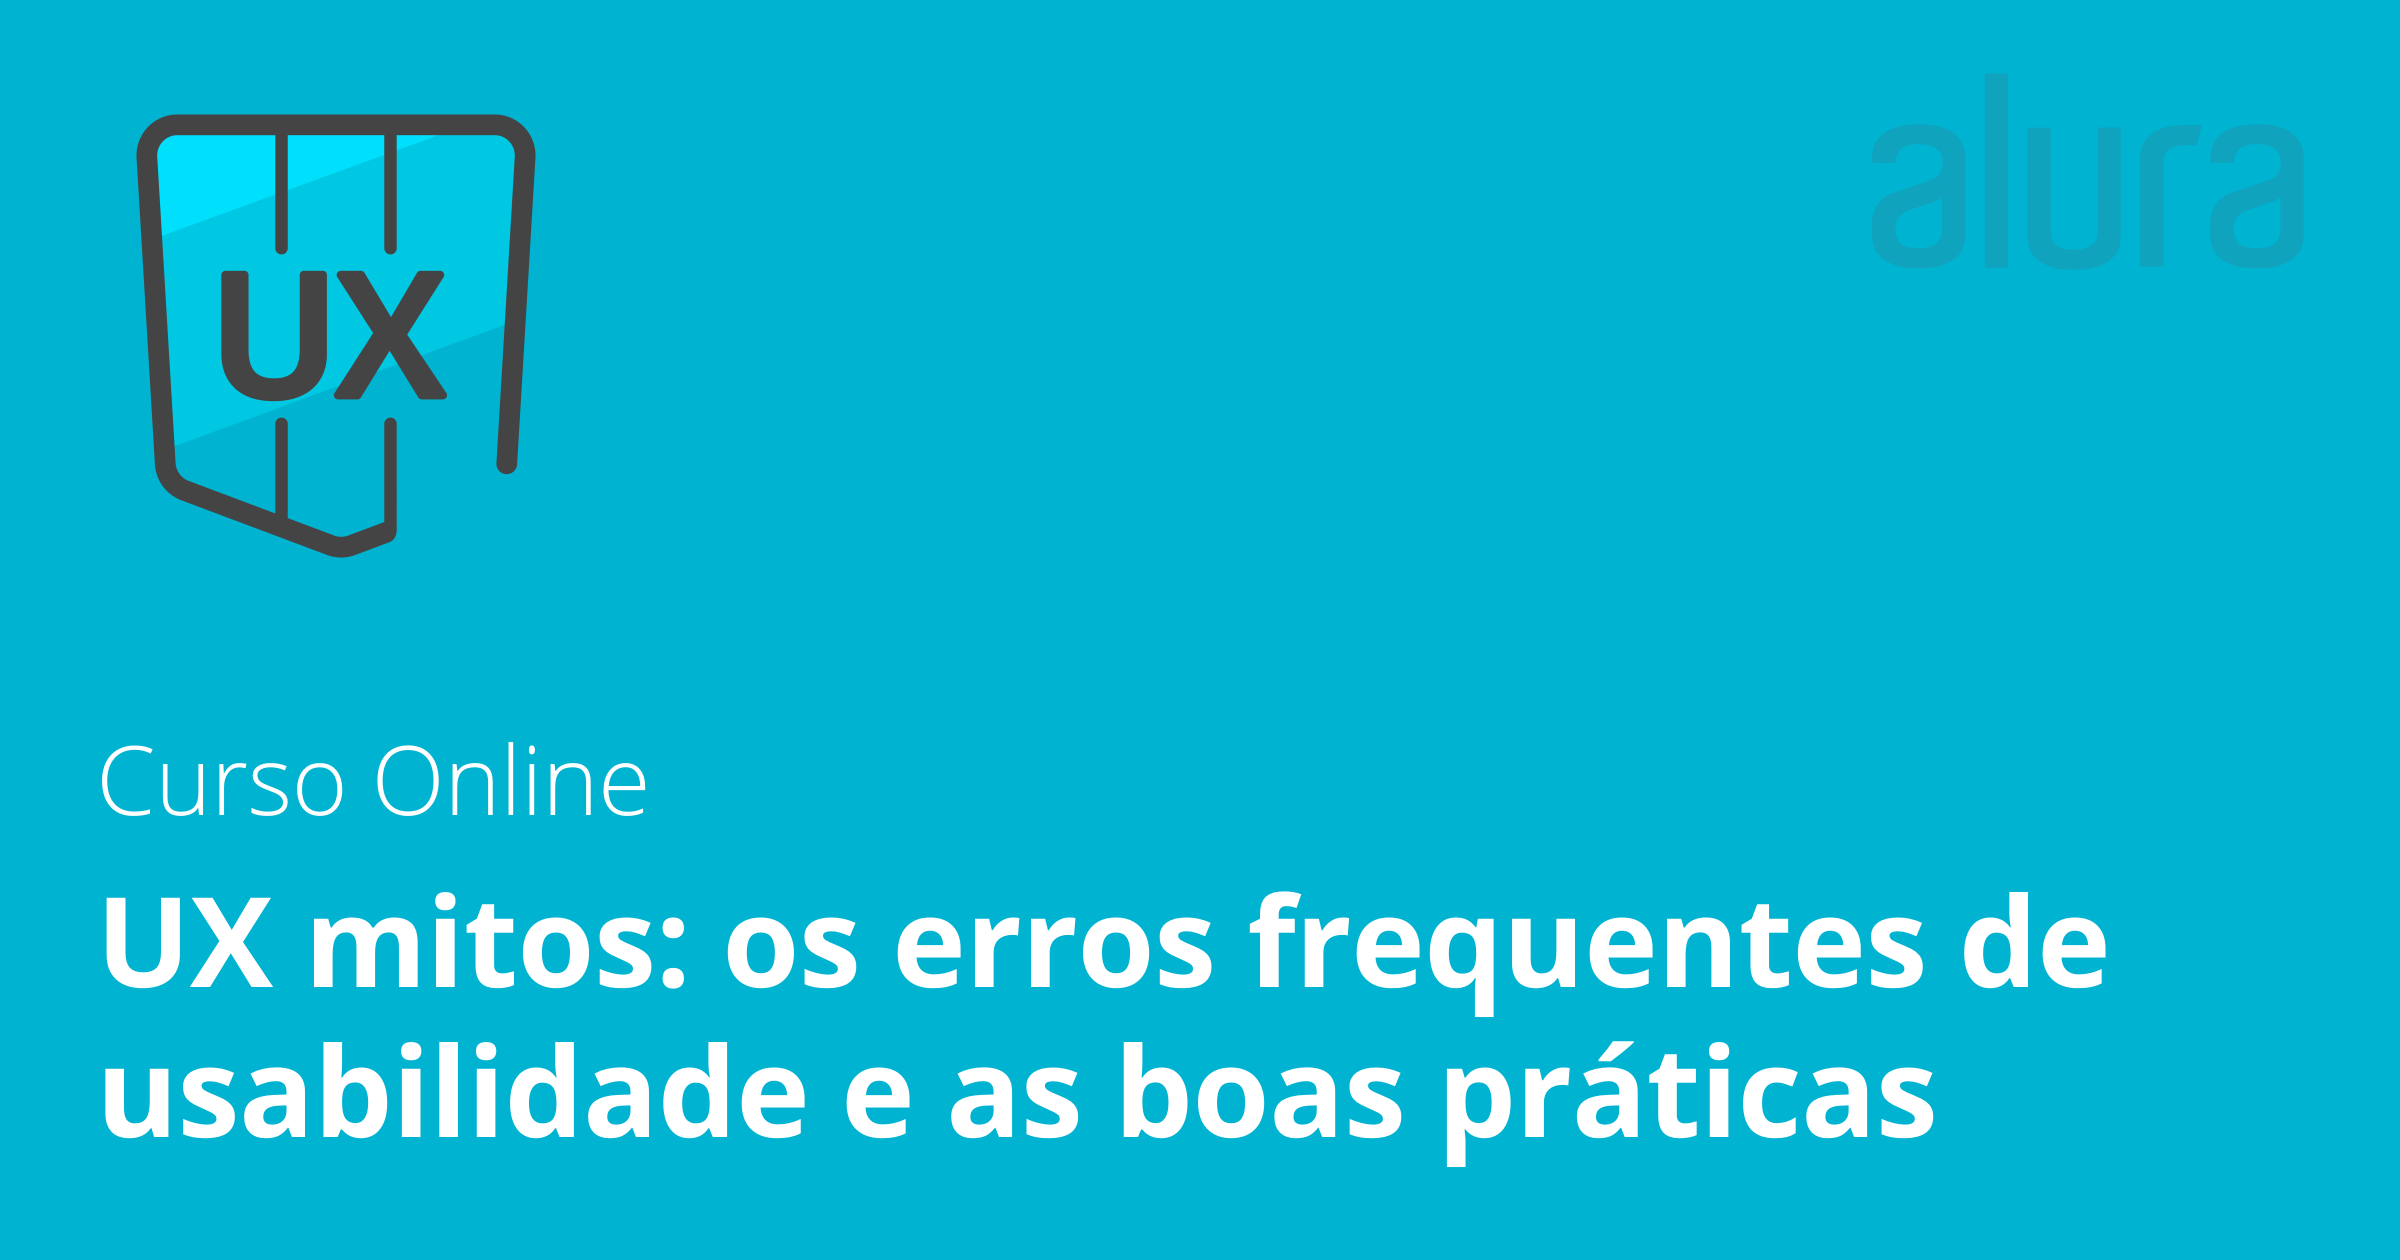 UX
alura
Curso Online
UX mitos: os erros frequentes de
usabilidade e as boas práticas